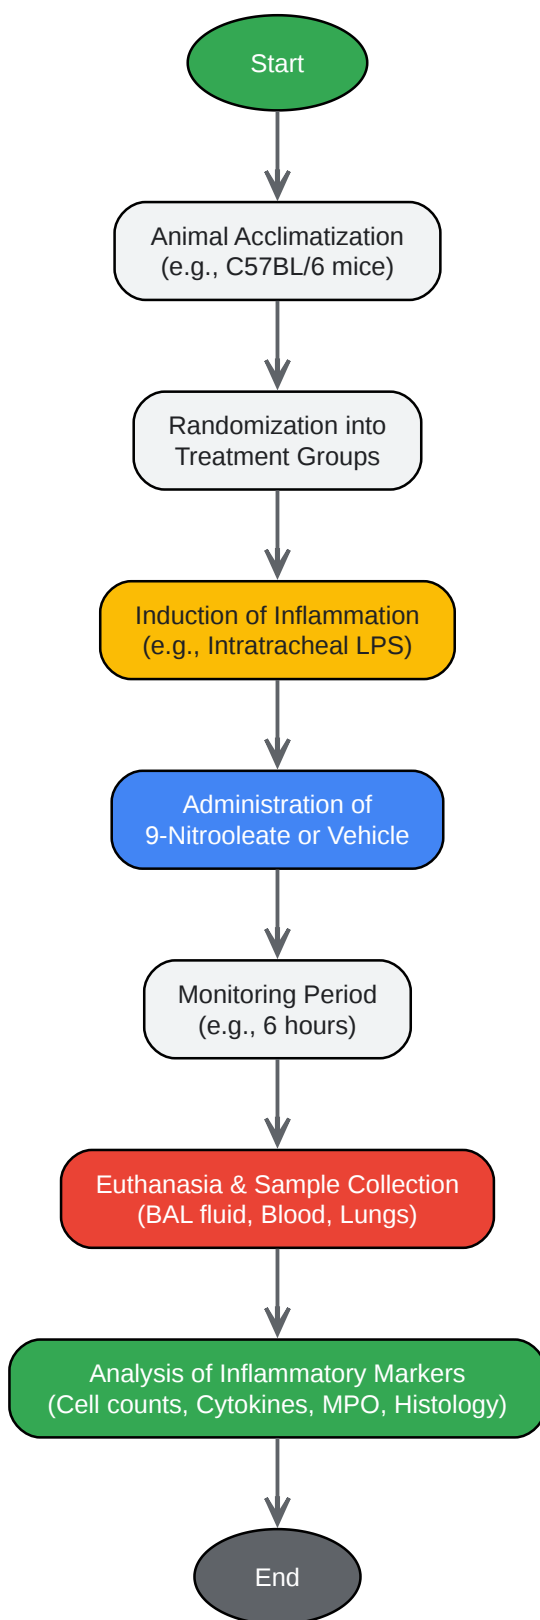 Start
Animal Acclimatization
(e.g., C57BL/6 mice)
Randomization into
Treatment Groups
Induction of Inflammation
(e.g., Intratracheal LPS)
Administration of
9-Nitrooleate or Vehicle
Monitoring Period
(e.g., 6 hours)
Euthanasia & Sample Collection
(BAL fluid, Blood, Lungs)
Analysis of Inflammatory Markers
(Cell counts, Cytokines, MPO, Histology)
End